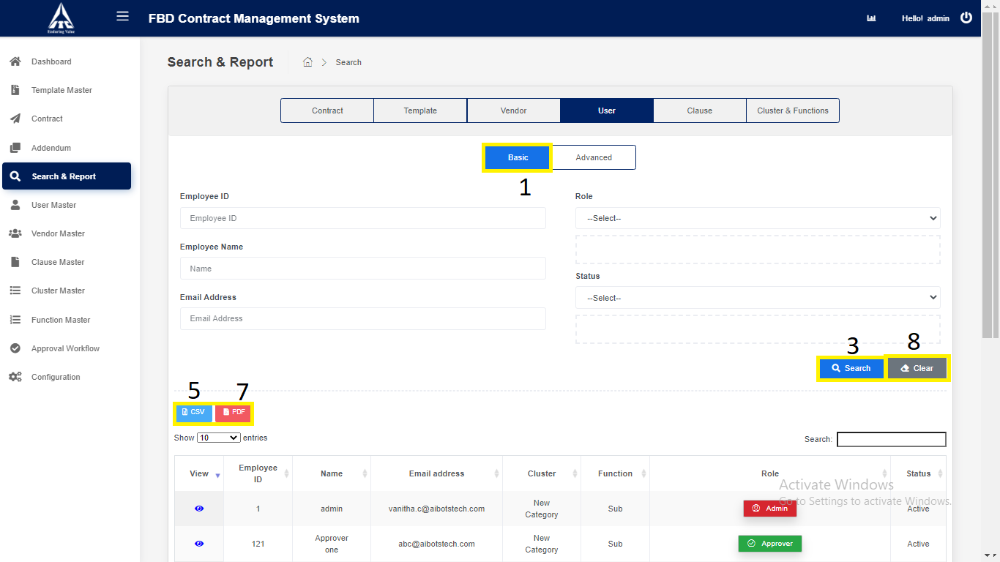 ITC
Enduring Value
FBD Contract Management System
Hello! admin
Dashboard
Template Master
Contract
Addendum
Search & Report
User Master
Vendor Master
Clause Master
Cluster Master
Function Master
Approval Workflow
Configuration
Search & Report
Search
Contract
Template
Vendor
User
Clause
Cluster & Functions
Basic
Advanced
1
Employee ID
Employee ID
Employee Name
Name
Email Address
Email Address
Role
--Select--
Status
--Select--
3
8
Search
Clear
5
7
CSV
PDF
Show 10 entries
Search:
View
Employee
ID
Name
Email address
Cluster
Function
Role
Status
1
admin
vanitha.c@aibotstech.com
New
Category
Sub
Admin
Active
121
Approver
one
abc@aibotstech.com
New
Category
Sub
Approver
Active
Activate Windows
Go to Settings to activate Windows.